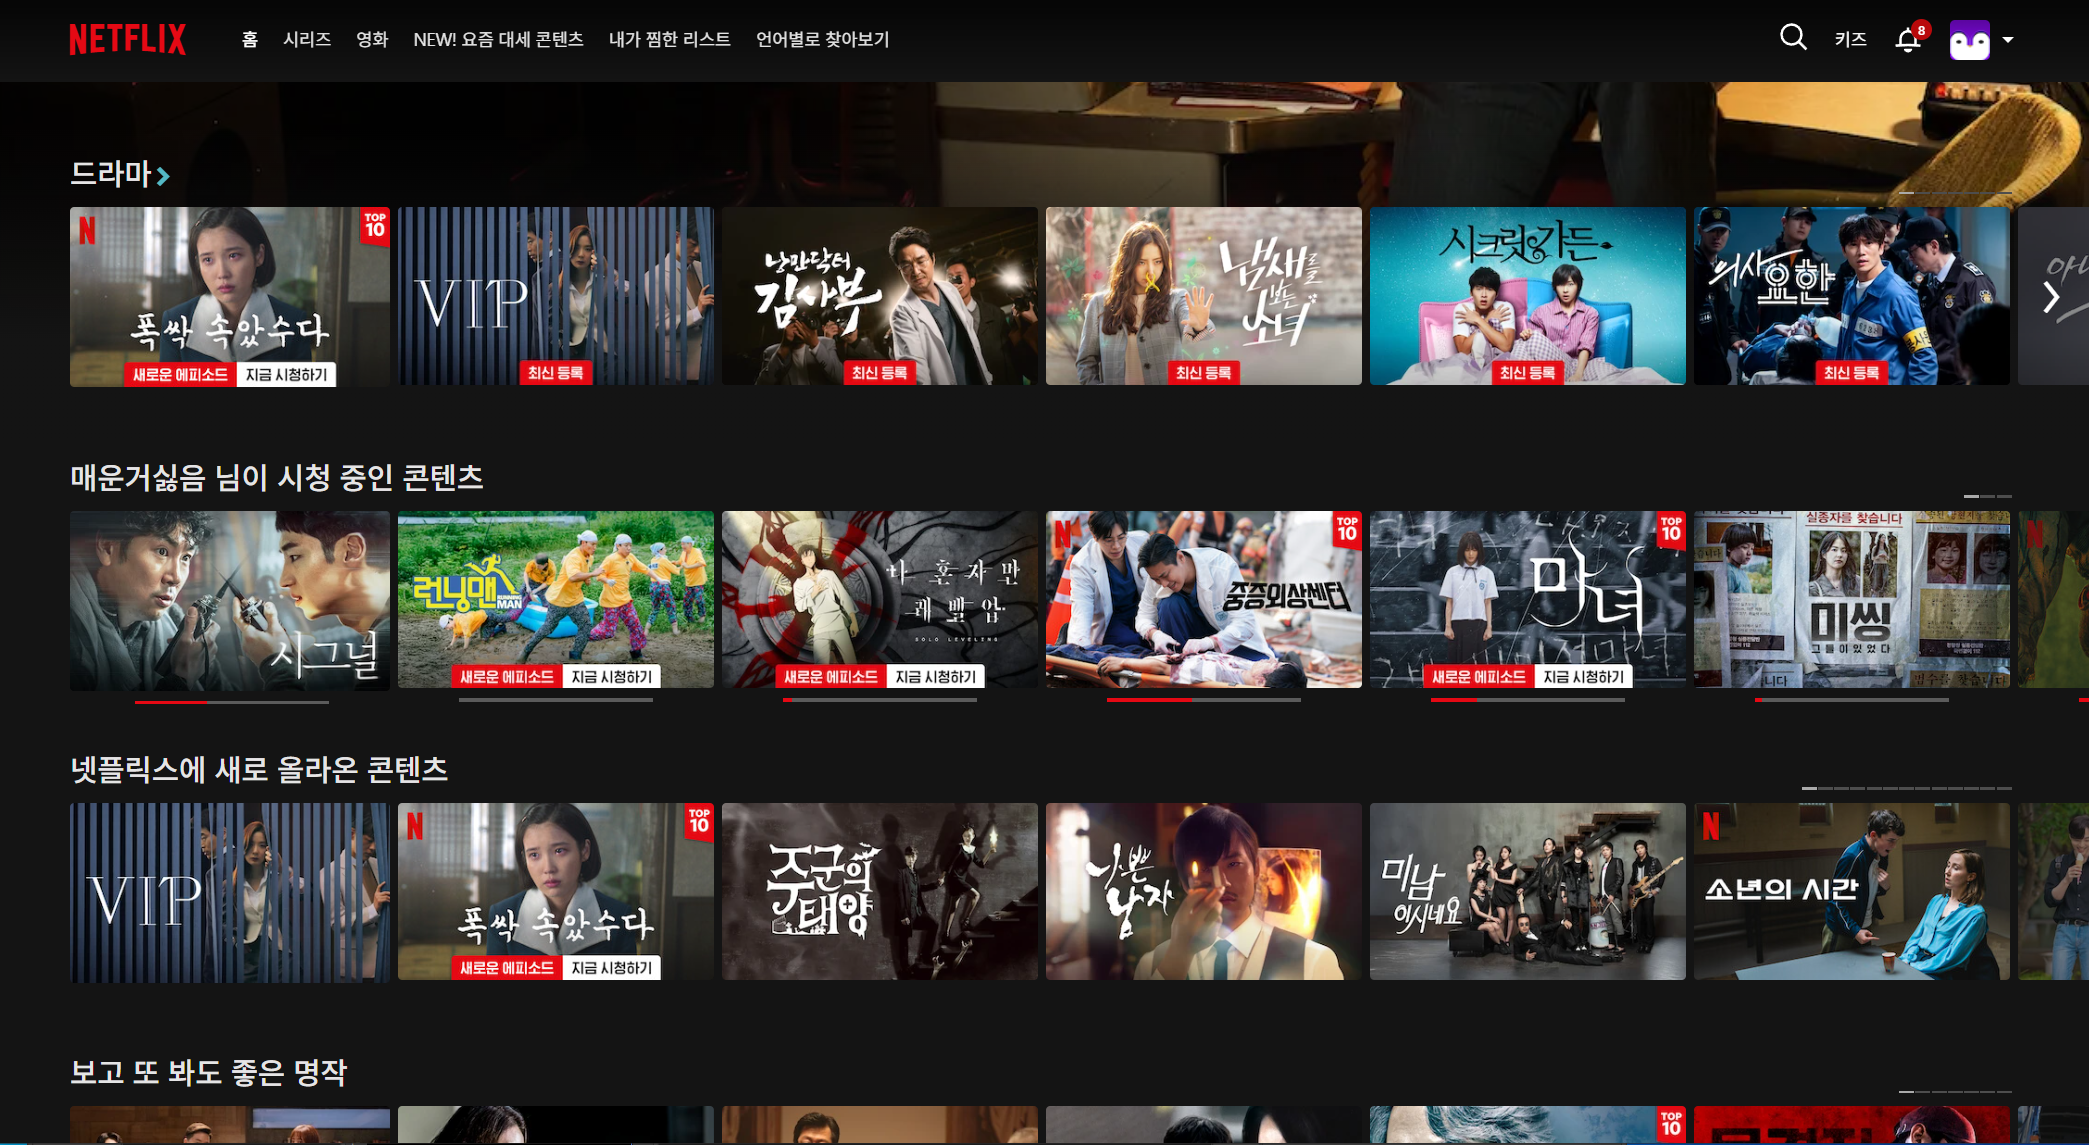 NETFLIX
홈 시리즈 영화 NEW! 요즘 대세 콘텐츠 내가 찜한 리스트 언어별로 찾아보기
키즈 8
드라마
N TOP 10
폭싹 속았수다
새로운 에피소드 지금 시청하기
VIP
최신 등록
낭만닥터
김사부
최신 등록
냄새를
보는
소녀
최신 등록
시크릿 가든
최신 등록
의사
요한
최신 등록
매운거싫음 님이 시청 중인 콘텐츠
시그널
런닝맨
RUNNING MAN
새로운 에피소드 지금 시청하기
나 혼자만
레벨업
SOLO LEVELING
새로운 에피소드 지금 시청하기
N TOP 10
중증외상센터
TOP 10
마녀
새로운 에피소드 지금 시청하기
실종자를 찾습니다
미씽
그들이 있었다
N
넷플릭스에 새로 올라온 콘텐츠
VIP
N TOP 10
폭싹 속았수다
새로운 에피소드 지금 시청하기
주군의
태양
나쁜
남자
미남
이시네요
N
소년의 시간
보고 또 봐도 좋은 명작
TOP 10